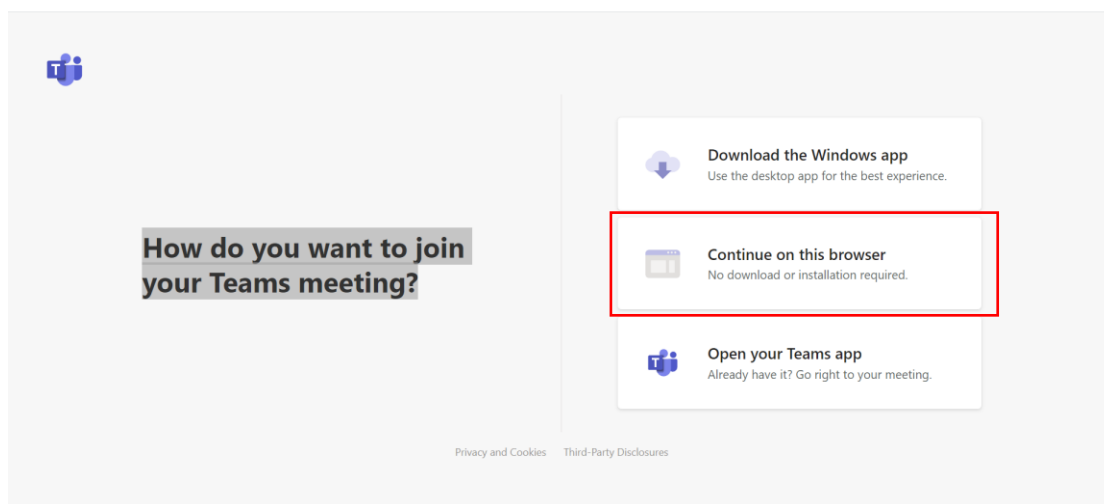 How do you want to join
your Teams meeting?
Download the Windows app
Use the desktop app for the best experience.
Continue on this browser
No download or installation required.
Open your Teams app
Already have it? Go right to your meeting.
Privacy and Cookies Third-Party Disclosures